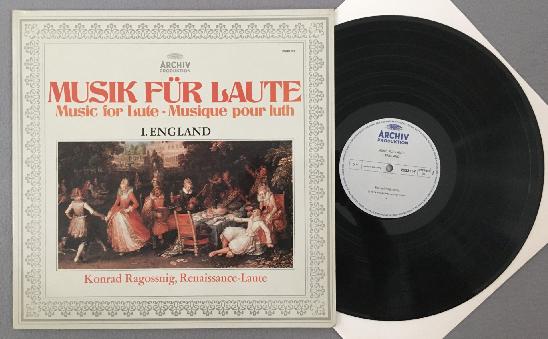 ARCHIV
PRODUKTION
MUSIK FÜR LAUTE
Music for Lute · Musique pour luth
I. ENGLAND
Konrad Ragossnig, Renaissance-Laute
ARCHIV
PRODUKTION